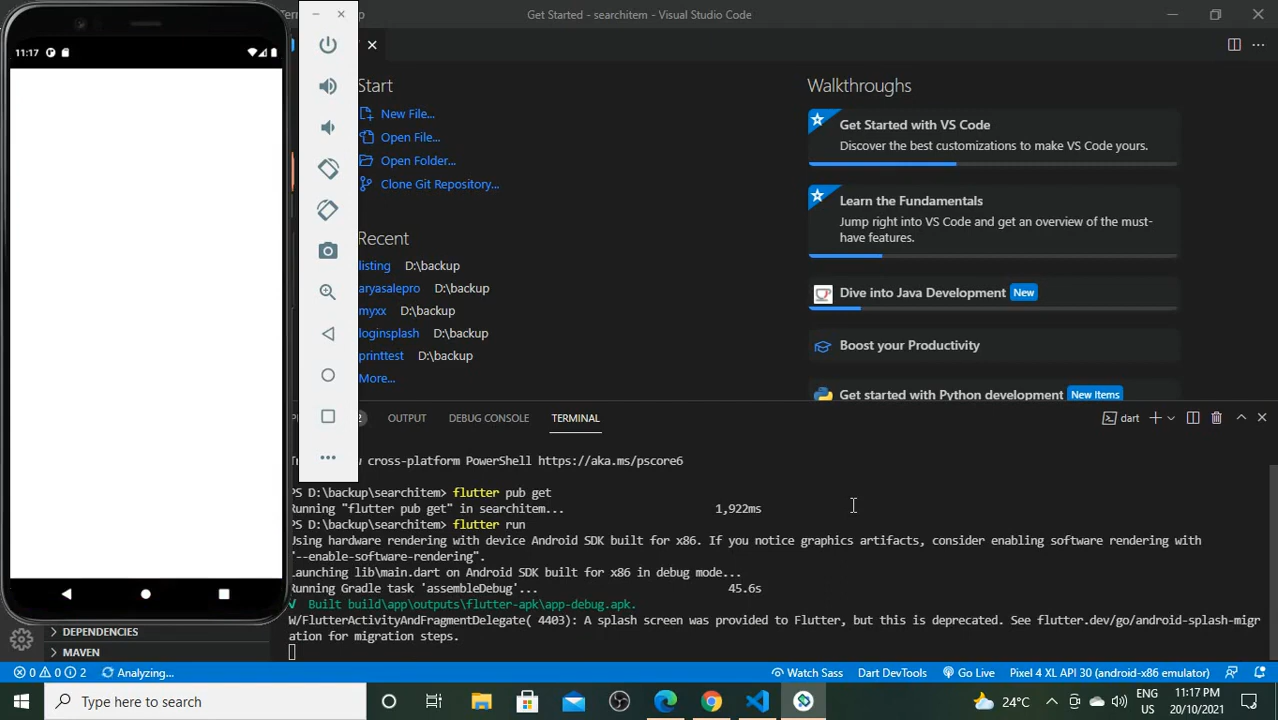 Get Started - searchitem - Visual Studio Code
11:17
Start
New File...
Open File...
Open Folder...
Clone Git Repository...
Recent
listing D:\backup
aryasalepro D:\backup
myxx D:\backup
loginsplash D:\backup
printtest D:\backup
More...
Walkthroughs
Get Started with VS Code
Discover the best customizations to make VS Code yours.
Learn the Fundamentals
Jump right into VS Code and get an overview of the must-
have features.
Dive into Java Development New
Boost your Productivity
Get started with Python development New Items
OUTPUT DEBUG CONSOLE TERMINAL
dart
cross-platform PowerShell https://aka.ms/pscore6
PS D:\backup\searchitem> flutter pub get
Running "flutter pub get" in searchitem... 1,922ms
PS D:\backup\searchitem> flutter run
Using hardware rendering with device Android SDK built for x86. If you notice graphics artifacts, consider enabling software rendering with
"--enable-software-rendering".
Launching lib\main.dart on Android SDK built for x86 in debug mode...
Running Gradle task 'assembleDebug'... 45.6s
√ Built build\app\outputs\flutter-apk\app-debug.apk.
W/FlutterActivityAndFragmentDelegate( 4403): A splash screen was provided to Flutter, but this is deprecated. See flutter.dev/go/android-splash-migr
ation for migration steps.
DEPENDENCIES
MAVEN
0 0 2 Analyzing...
Watch Sass Dart DevTools Go Live Pixel 4 XL API 30 (android-x86 emulator)
Type here to search
24°C
ENG
US
11:17 PM
20/10/2021